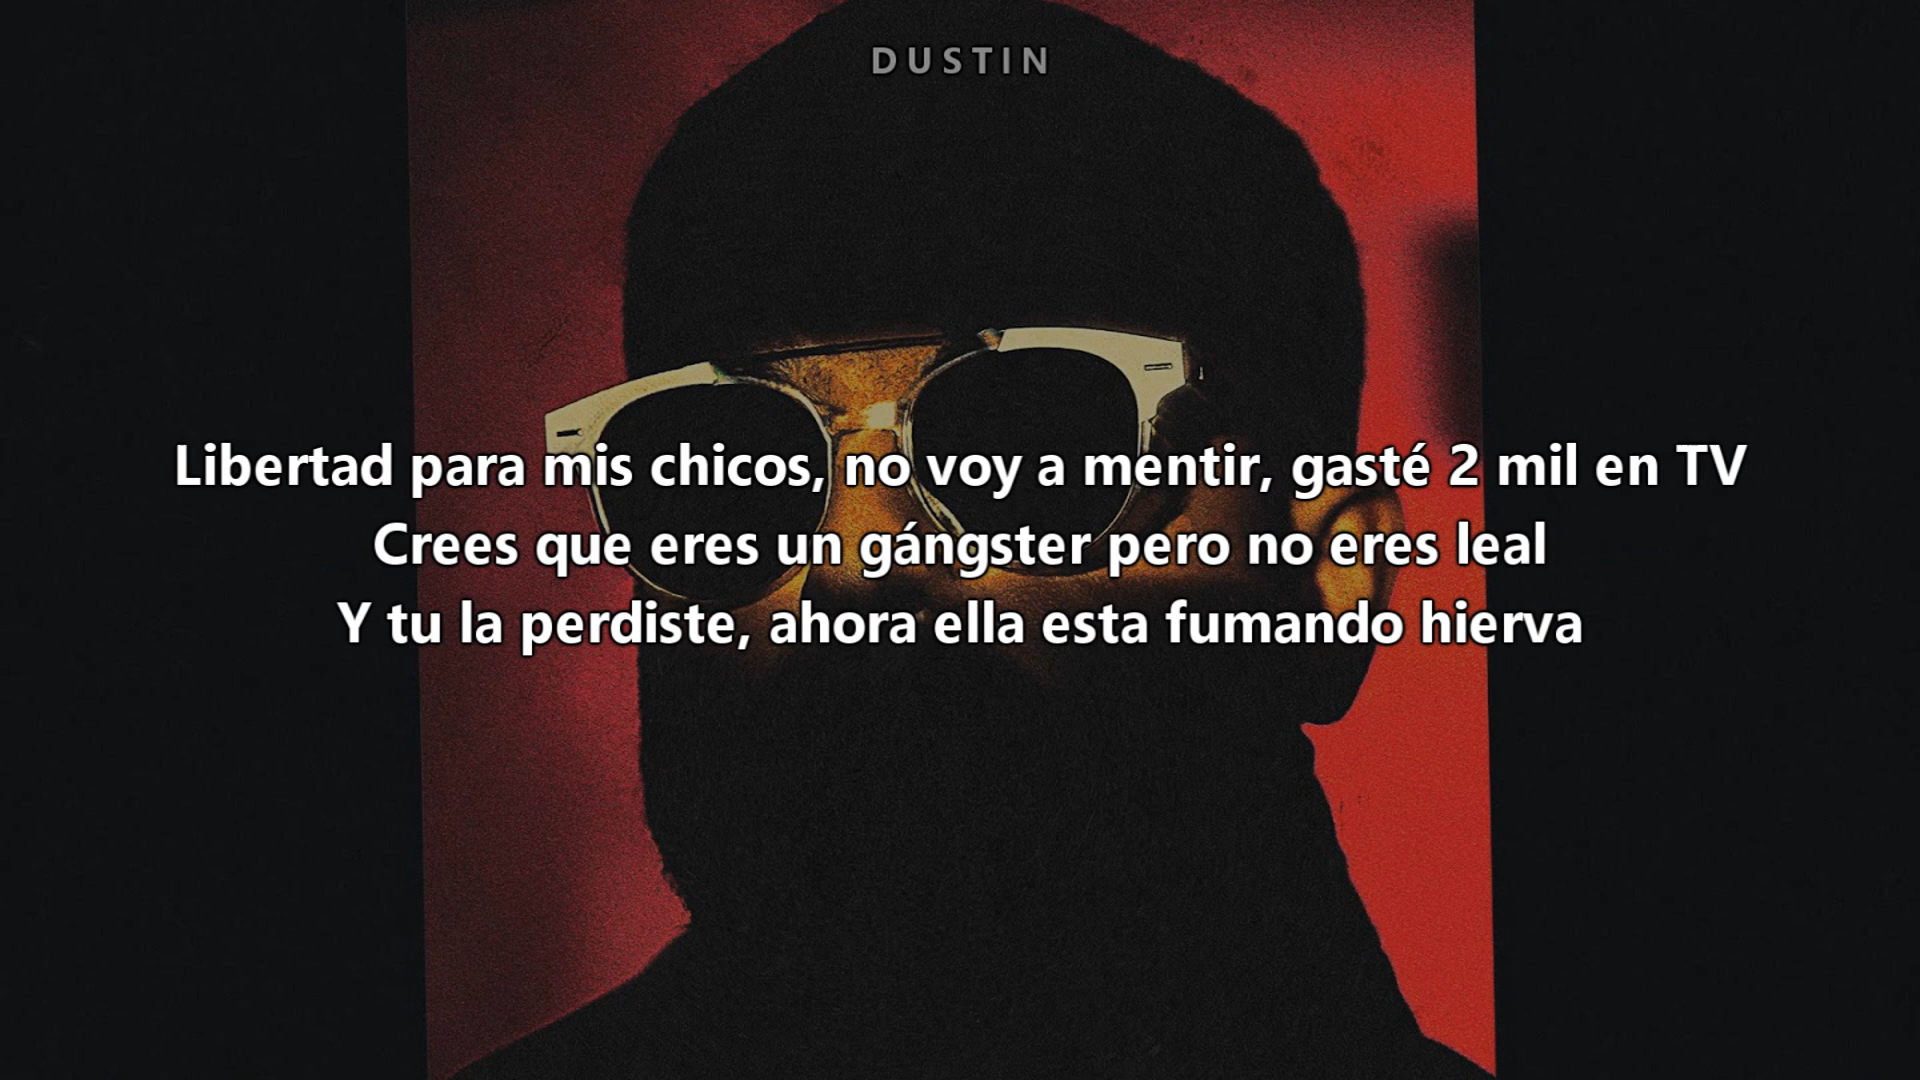 DUSTIN
Libertad para mis chicos, no voy a mentir, gasté 2 mil en TV
Crees que eres un gángster pero no eres leal
Y tu la perdiste, ahora ella esta fumando hierva